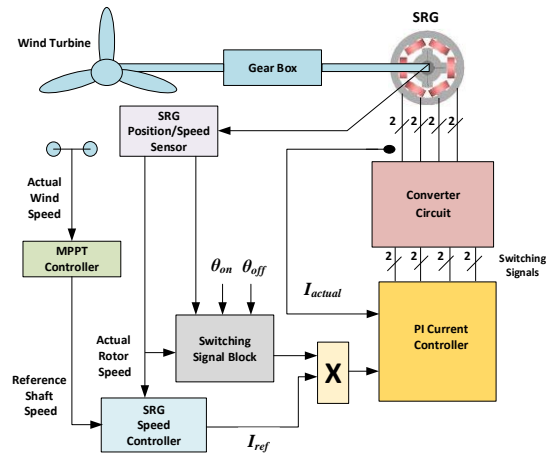 SRG
Wind Turbine
Gear Box
SRG
Position/Speed
Sensor
2 2 2 2
Actual
Wind
Speed
Converter
Circuit
MPPT
Controller
2 2 2 2
Switching
Signals
θon θoff
Iactual
Actual
Rotor
Speed
Switching
Signal Block
PI Current
Controller
X
Reference
Shaft
Speed
SRG
Speed
Controller
Iref